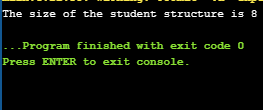 The size of the student structure is 8
...Program finished with exit code 0
Press ENTER to exit console.